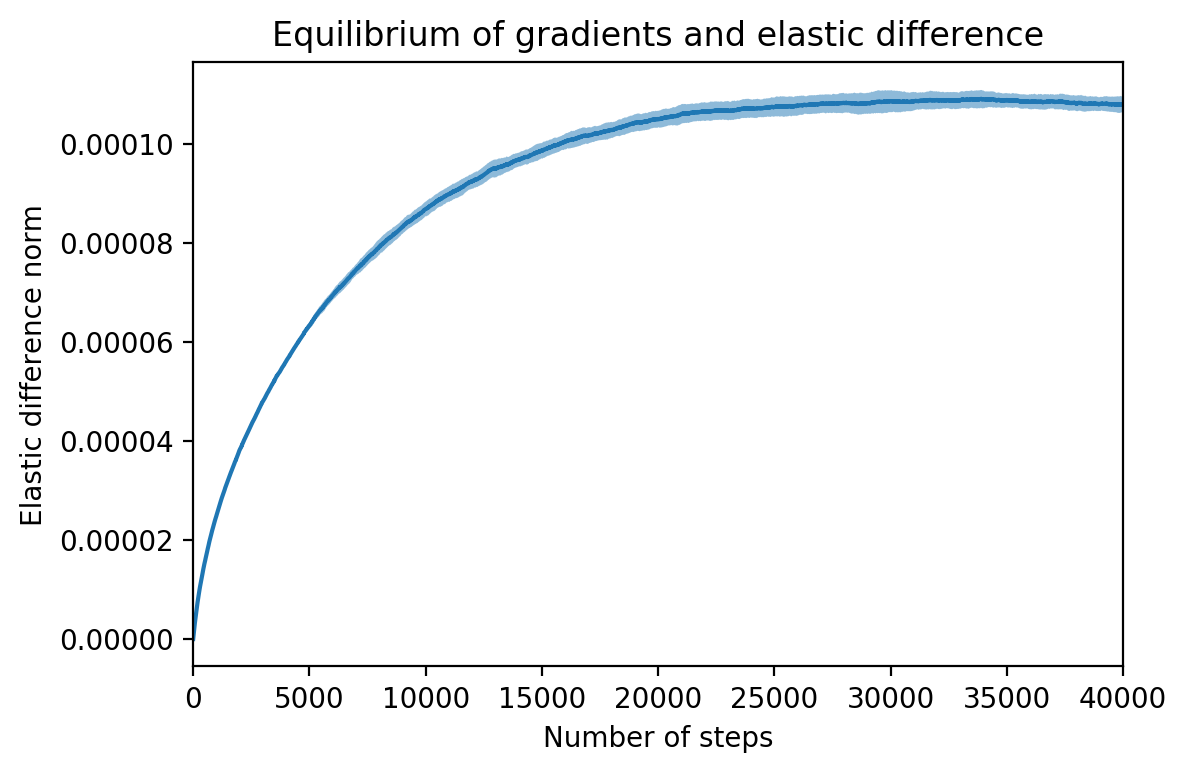 Equilibrium of gradients and elastic difference
Elastic difference norm
0.00010
0.00008
0.00006
0.00004
0.00002
0.00000
0 5000 10000 15000 20000 25000 30000 35000 40000
Number of steps